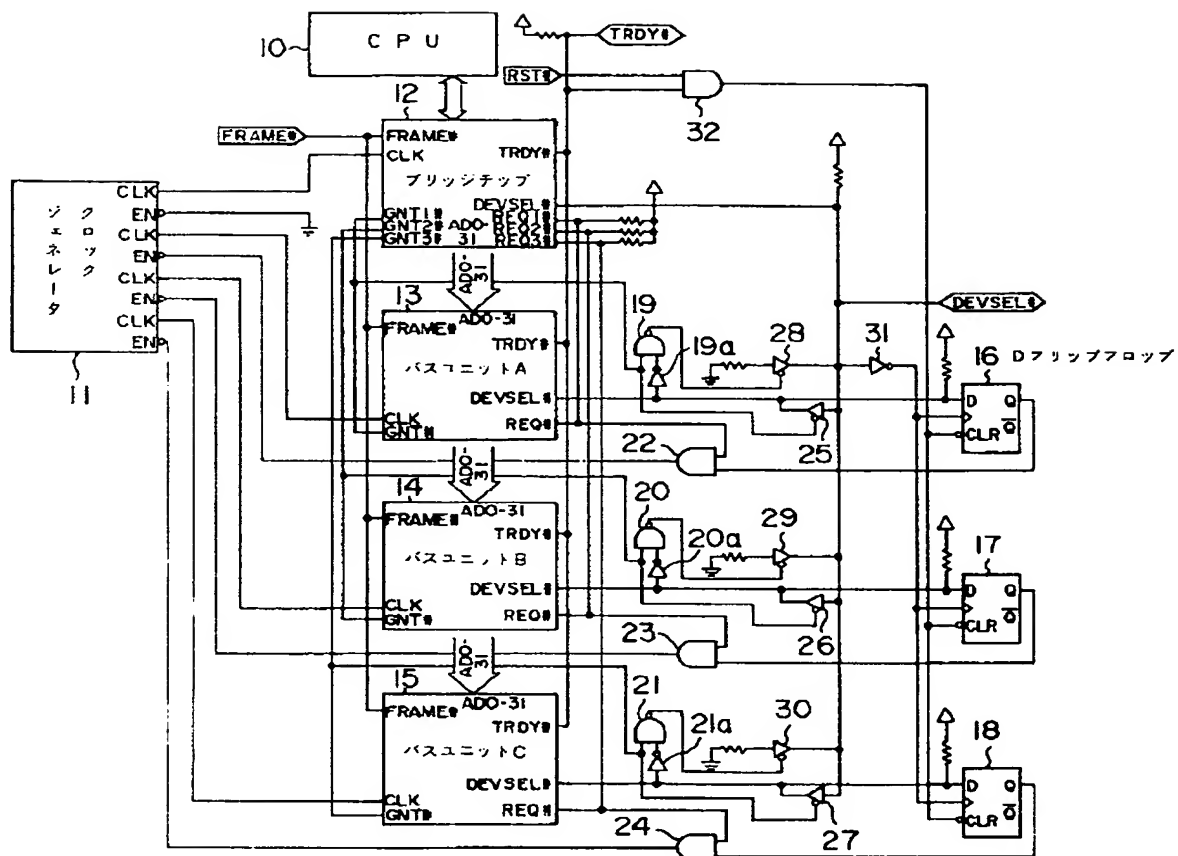 10 CPU
TRDY#
RST#
32
12
FRAME#
FRAME#
CLK
TRDY#
ブリッジチップ
DEVSEL#
GNT1#
GNT2#
GNT3#
AD0-31
REQ1#
REQ2#
REQ3#
CLK
EN
CLK
EN
CLK
EN
CLK
EN
クロックジェネレータ
11
AD0-31
13
AD0-31
FRAME#
TRDY#
バスユニットA
DEVSEL#
CLK
GNT#
REQ#
19
19a
28
31
DEVSEL#
16 Dフリップフロップ
D Q
Q̅
CLR
25
22
AD0-31
14
AD0-31
FRAME#
TRDY#
バスユニットB
DEVSEL#
CLK
GNT#
REQ#
20
20a
29
17
D Q
Q̅
CLR
26
23
AD0-31
15
AD0-31
FRAME#
TRDY#
バスユニットC
DEVSEL#
CLK
GNT#
REQ#
21
21a
30
18
D Q
Q̅
CLR
27
24